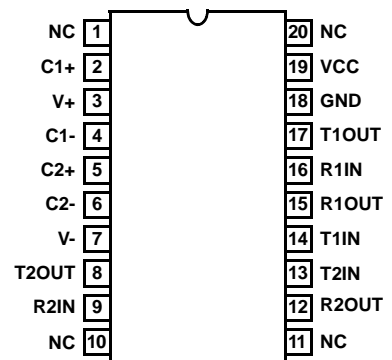 NC 1 20 NC
C1+ 2 19 VCC
V+ 3 18 GND
C1- 4 17 T1OUT
C2+ 5 16 R1IN
C2- 6 15 R1OUT
V- 7 14 T1IN
T2OUT 8 13 T2IN
R2IN 9 12 R2OUT
NC 10 11 NC